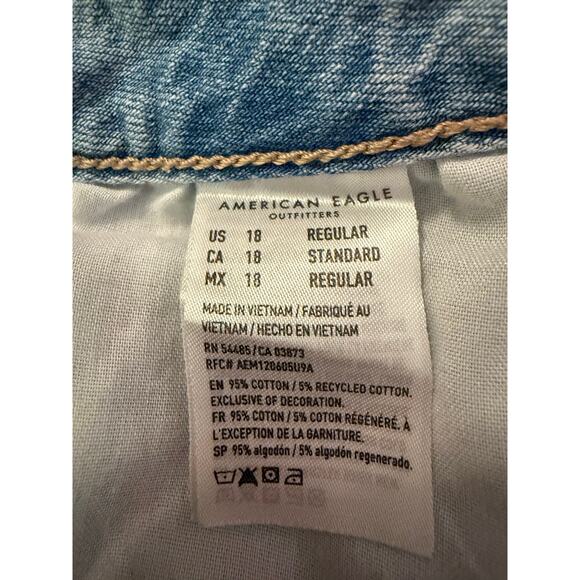 AMERICAN EAGLE
OUTFITTERS
US 18 REGULAR
CA 18 STANDARD
MX 18 REGULAR
MADE IN VIETNAM / FABRIQUÉ AU
VIETNAM / HECHO EN VIETNAM
RN 54485 / CA 03873
RFC# AEM120605U9A
EN 95% COTTON / 5% RECYCLED COTTON.
EXCLUSIVE OF DECORATION.
FR 95% COTON / 5% COTON RÉGÉNÉRÉ. À
L'EXCEPTION DE LA GARNITURE.
SP 95% algodón / 5% algodón regenerado.